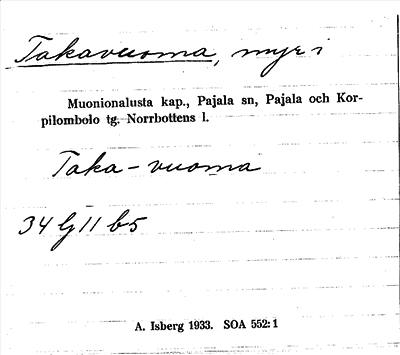 Takavuoma, myr i
Muonionalusta kap., Pajala sn, Pajala och Kor-
pilombolo tg. Norrbottens l.
Taka-vuoma
34 G 11 b5
A. Isberg 1933. SOA 552: 1